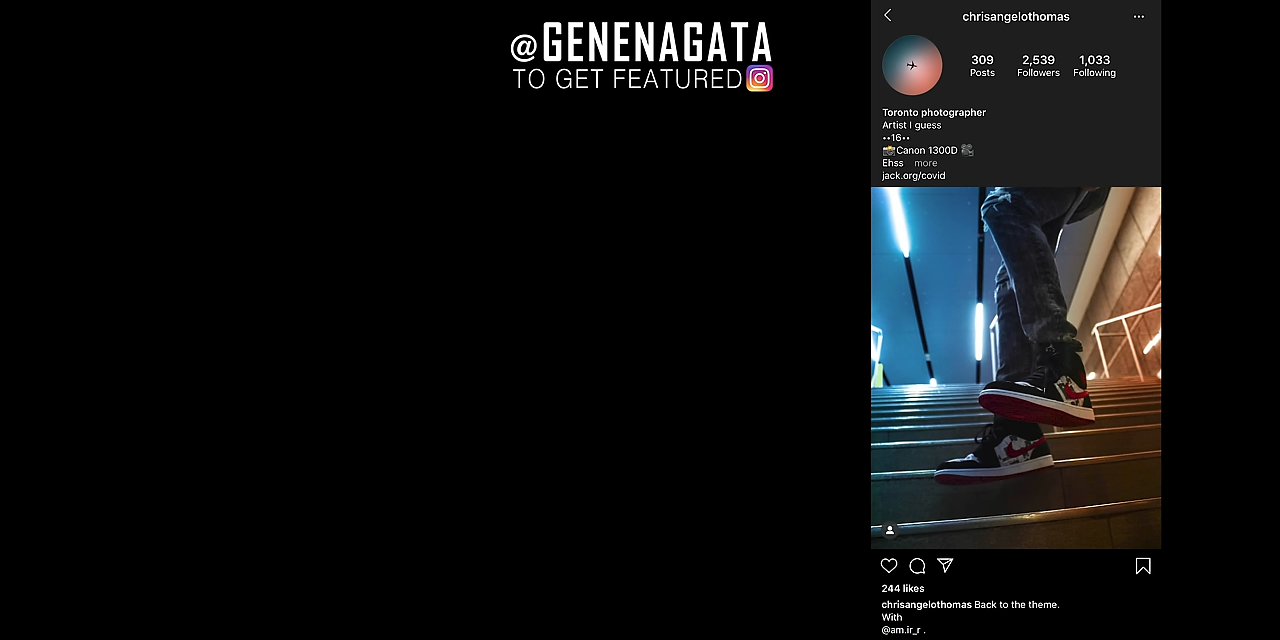 @GENENAGATA
TO GET FEATURED
chrisangelothomas
309 2,539 1,033
Posts Followers Following
Toronto photographer
Artist I guess
••16••
📸Canon 1300D 🎥
Ehss more
jack.org/covid
244 likes
chrisangelothomas Back to the theme.
With
@am.ir_r .